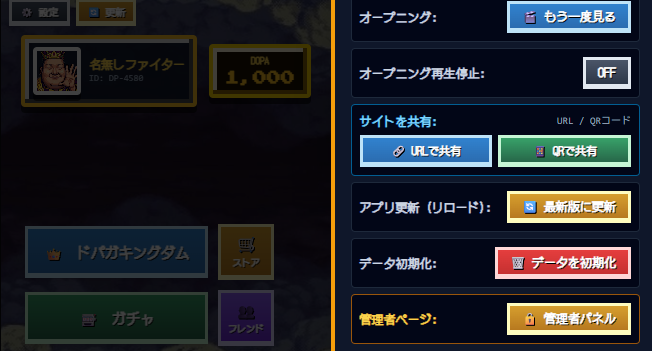 設定
更新
名無しファイター
ID: DP-4580
DOPA
1,000
ドパガキングダム
ストア
ガチャ
フレンド
オープニング:
もう一度見る
オープニング再生停止:
OFF
サイトを共有:
URL / QRコード
URLで共有
QRで共有
アプリ更新 (リロード):
最新版に更新
データ初期化:
データを初期化
管理者ページ:
管理者パネル